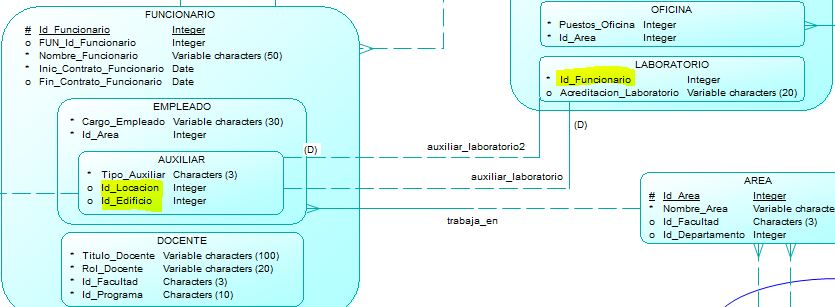 FUNCIONARIO
# Id_Funcionario Integer
o FUN_Id_Funcionario Integer
* Nombre_Funcionario Variable characters (50)
* Inic_Contrato_Funcionario Date
o Fin_Contrato_Funcionario Date
EMPLEADO
* Cargo_Empleado Variable characters (30)
* Id_Area Integer
AUXILIAR
* Tipo_Auxiliar Characters (3)
o Id_Locacion Integer
o Id_Edificio Integer
DOCENTE
* Titulo_Docente Variable characters (100)
* Rol_Docente Variable characters (20)
* Id_Facultad Characters (3)
* Id_Programa Characters (10)
OFICINA
* Puestos_Oficina Integer
* Id_Area Integer
LABORATORIO
* Id_Funcionario Integer
o Acreditacion_Laboratorio Variable characters (20)
(D)
(D)
auxiliar_laboratorio2
auxiliar_laboratorio
trabaja_en
AREA
# Id_Area Integer
* Nombre_Area Variable characte
o Id_Facultad Characters (3)
o Id_Departamento Integer